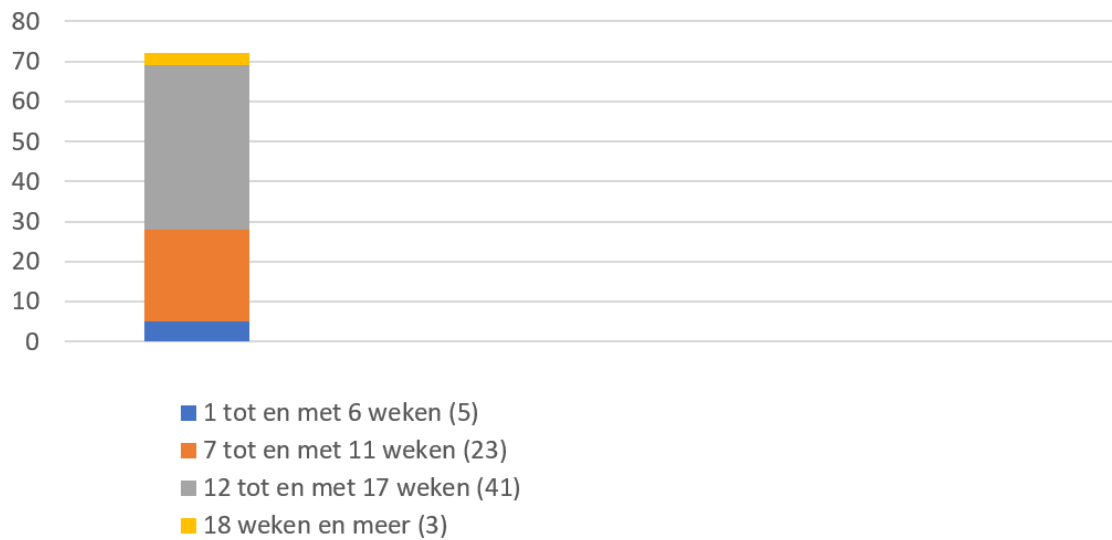 80
70
60
50
40
30
20
10
0
1 tot en met 6 weken (5)
7 tot en met 11 weken (23)
12 tot en met 17 weken (41)
18 weken en meer (3)